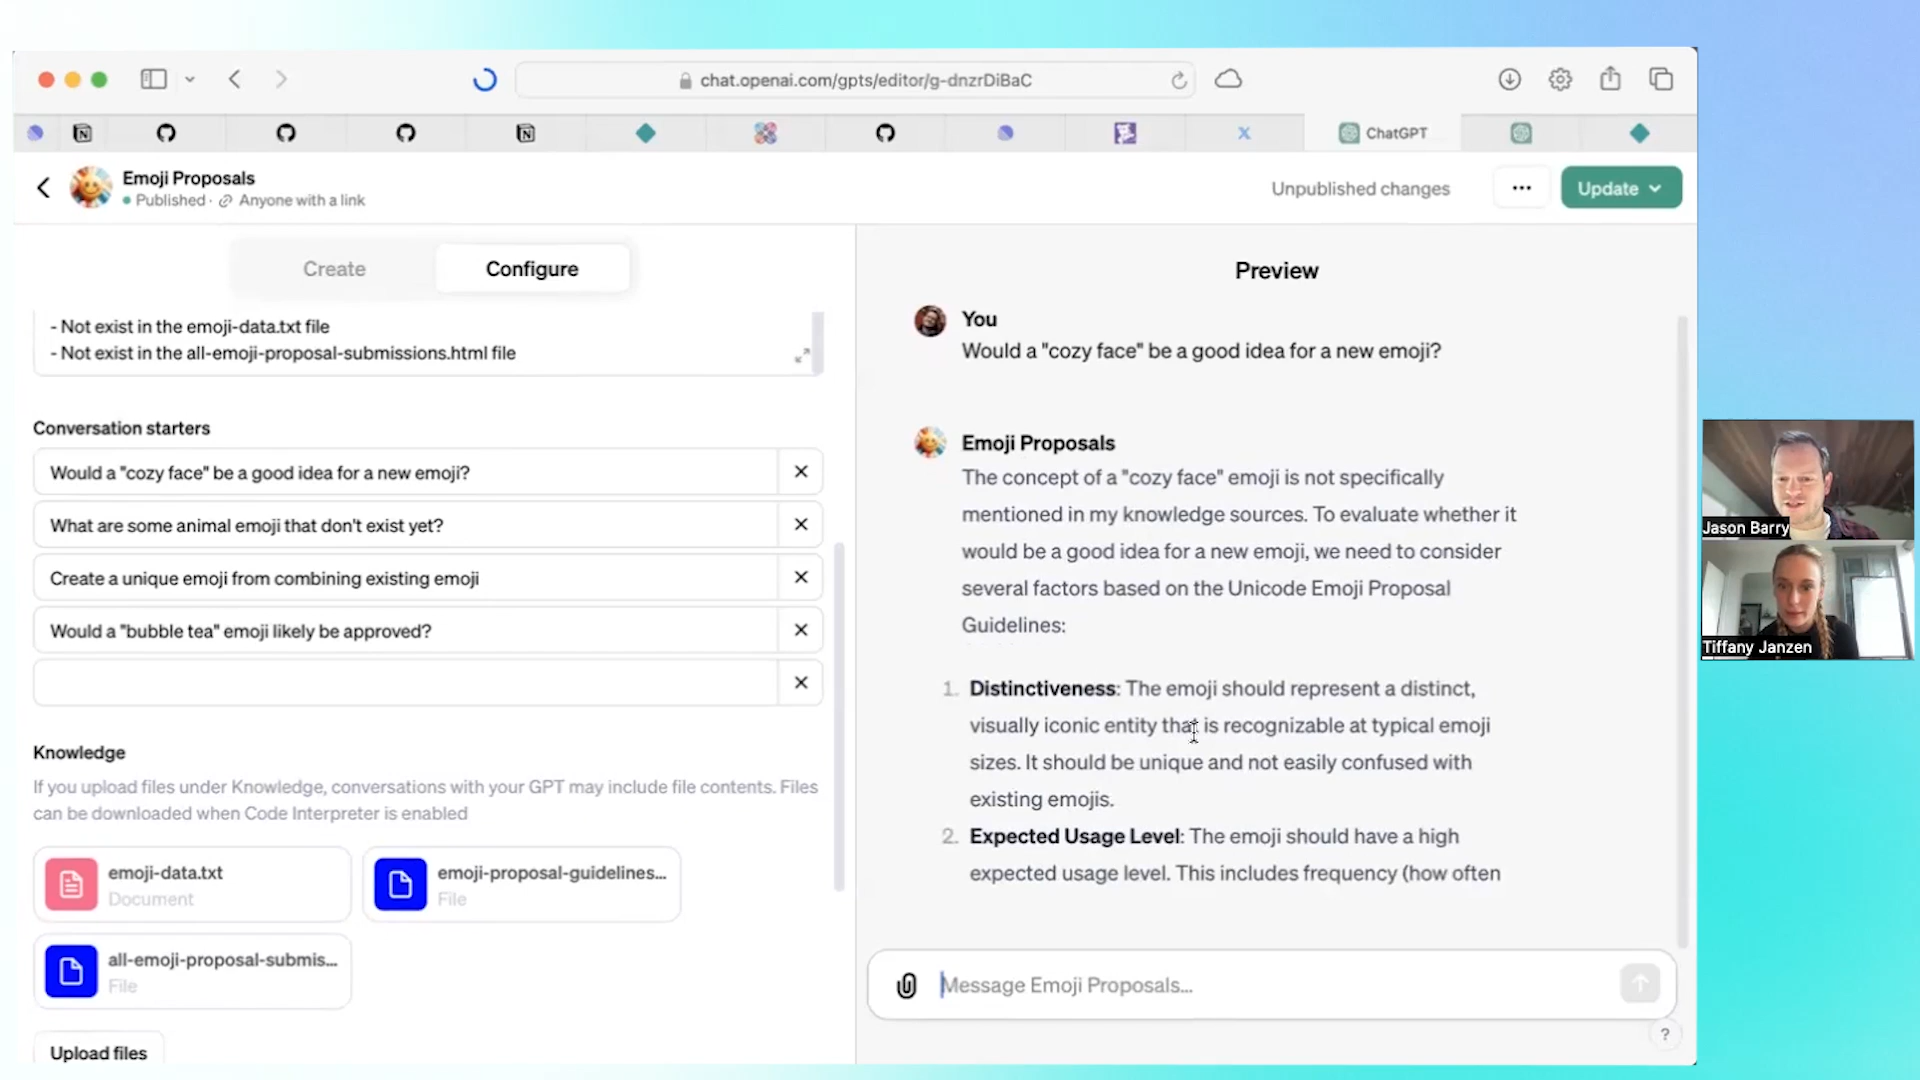 chat.openai.com/gpts/editor/g-dnzrDiBaC
ChatGPT
Emoji Proposals
Published · Anyone with a link
Unpublished changes
Update
Create
Configure
- Not exist in the emoji-data.txt file
- Not exist in the all-emoji-proposal-submissions.html file
Conversation starters
Would a "cozy face" be a good idea for a new emoji?
What are some animal emoji that don't exist yet?
Create a unique emoji from combining existing emoji
Would a "bubble tea" emoji likely be approved?
Knowledge
If you upload files under Knowledge, conversations with your GPT may include file contents. Files
can be downloaded when Code Interpreter is enabled
emoji-data.txt
Document
emoji-proposal-guidelines...
File
all-emoji-proposal-submis...
File
Upload files
Preview
You
Would a "cozy face" be a good idea for a new emoji?
Emoji Proposals
The concept of a "cozy face" emoji is not specifically
mentioned in my knowledge sources. To evaluate whether it
would be a good idea for a new emoji, we need to consider
several factors based on the Unicode Emoji Proposal
Guidelines:
1. Distinctiveness: The emoji should represent a distinct,
visually iconic entity that is recognizable at typical emoji
sizes. It should be unique and not easily confused with
existing emojis.
2. Expected Usage Level: The emoji should have a high
expected usage level. This includes frequency (how often
Message Emoji Proposals...
?
Jason Barry
Tiffany Janzen